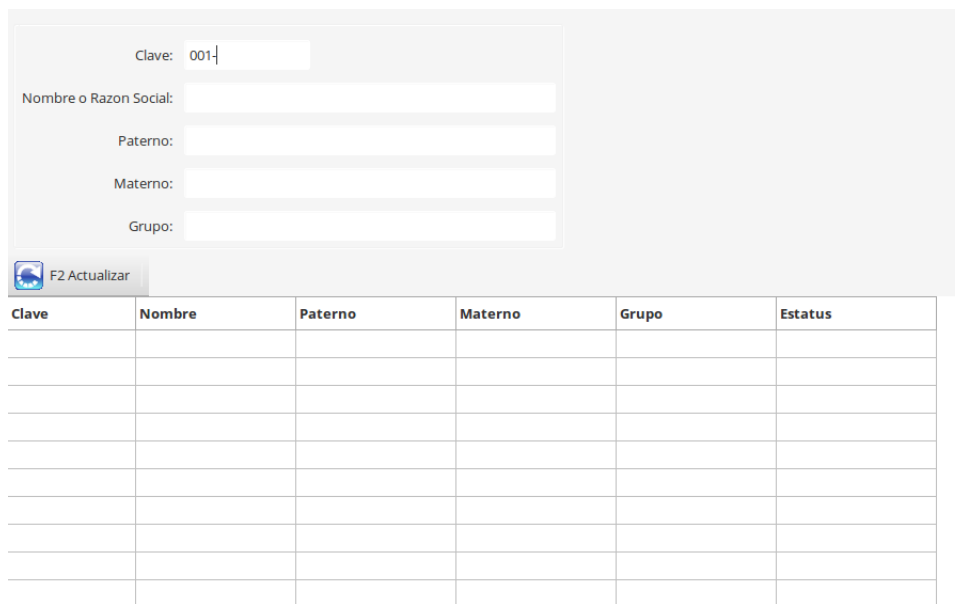 Clave: 001-
Nombre o Razon Social:
Paterno:
Materno:
Grupo:
F2 Actualizar
Clave Nombre Paterno Materno Grupo Estatus